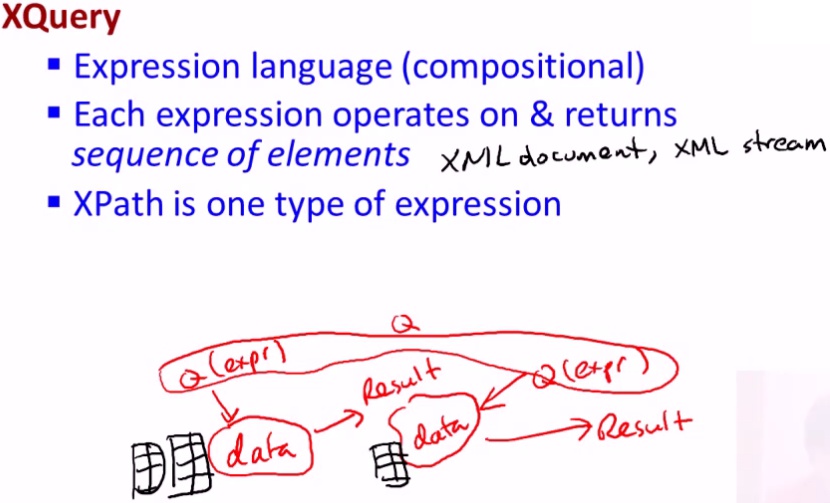 XQuery
▪ Expression language (compositional)
▪ Each expression operates on & returns
sequence of elements XML document, XML stream
▪ XPath is one type of expression
Q
Q (expr) Q (expr)
Result
data data Result